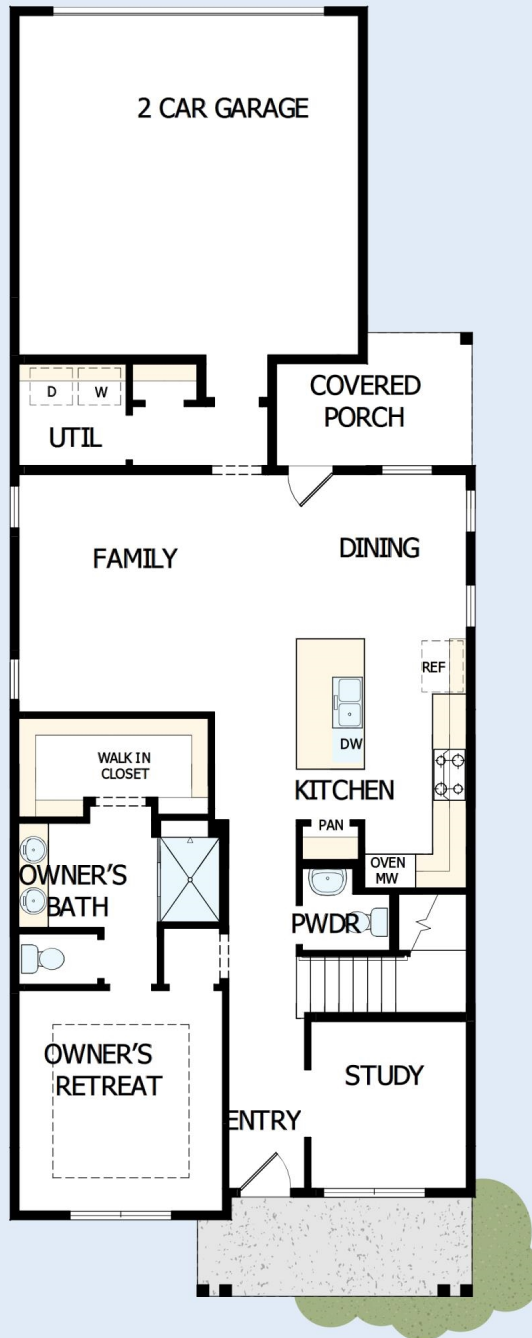 2 CAR GARAGE
COVERED
PORCH
D
W
UTIL
FAMILY
DINING
REF
DW
WALK IN
CLOSET
KITCHEN
PAN
OVEN
MW
OWNER'S
BATH
PWDR
OWNER'S
RETREAT
STUDY
ENTRY